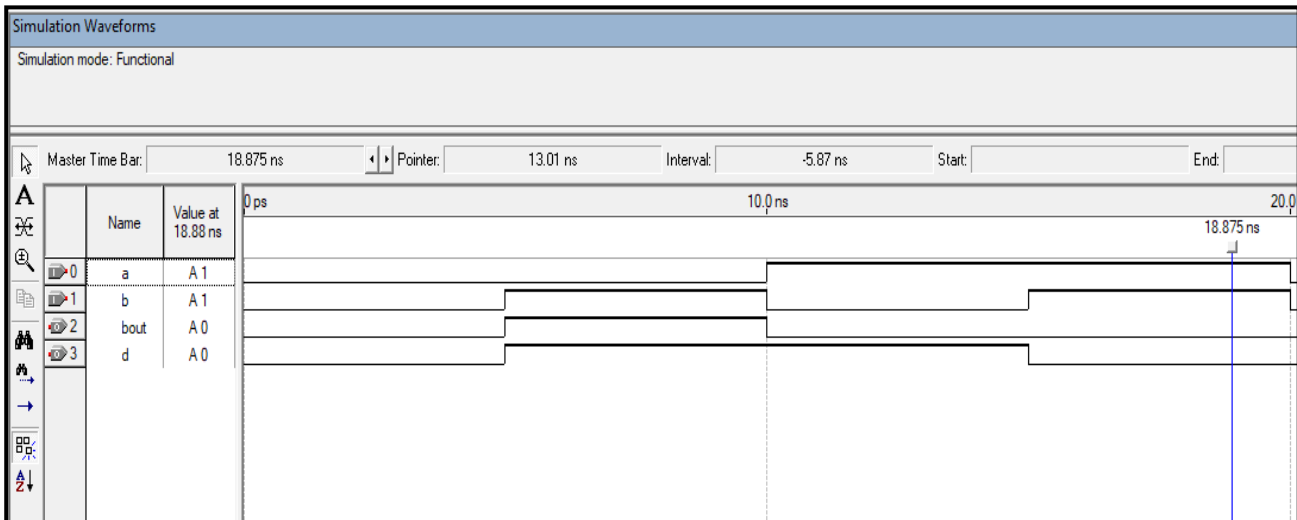 Simulation Waveforms
Simulation mode: Functional
Master Time Bar: 18.875 ns Pointer: 13.01 ns Interval: -5.87 ns Start: End:
A
Name
Value at
18.88 ns
0 ps 10.0 ns 20.0
18.875 ns
0 a A 1
1 b A 1
2 bout A 0
3 d A 0
A
Z